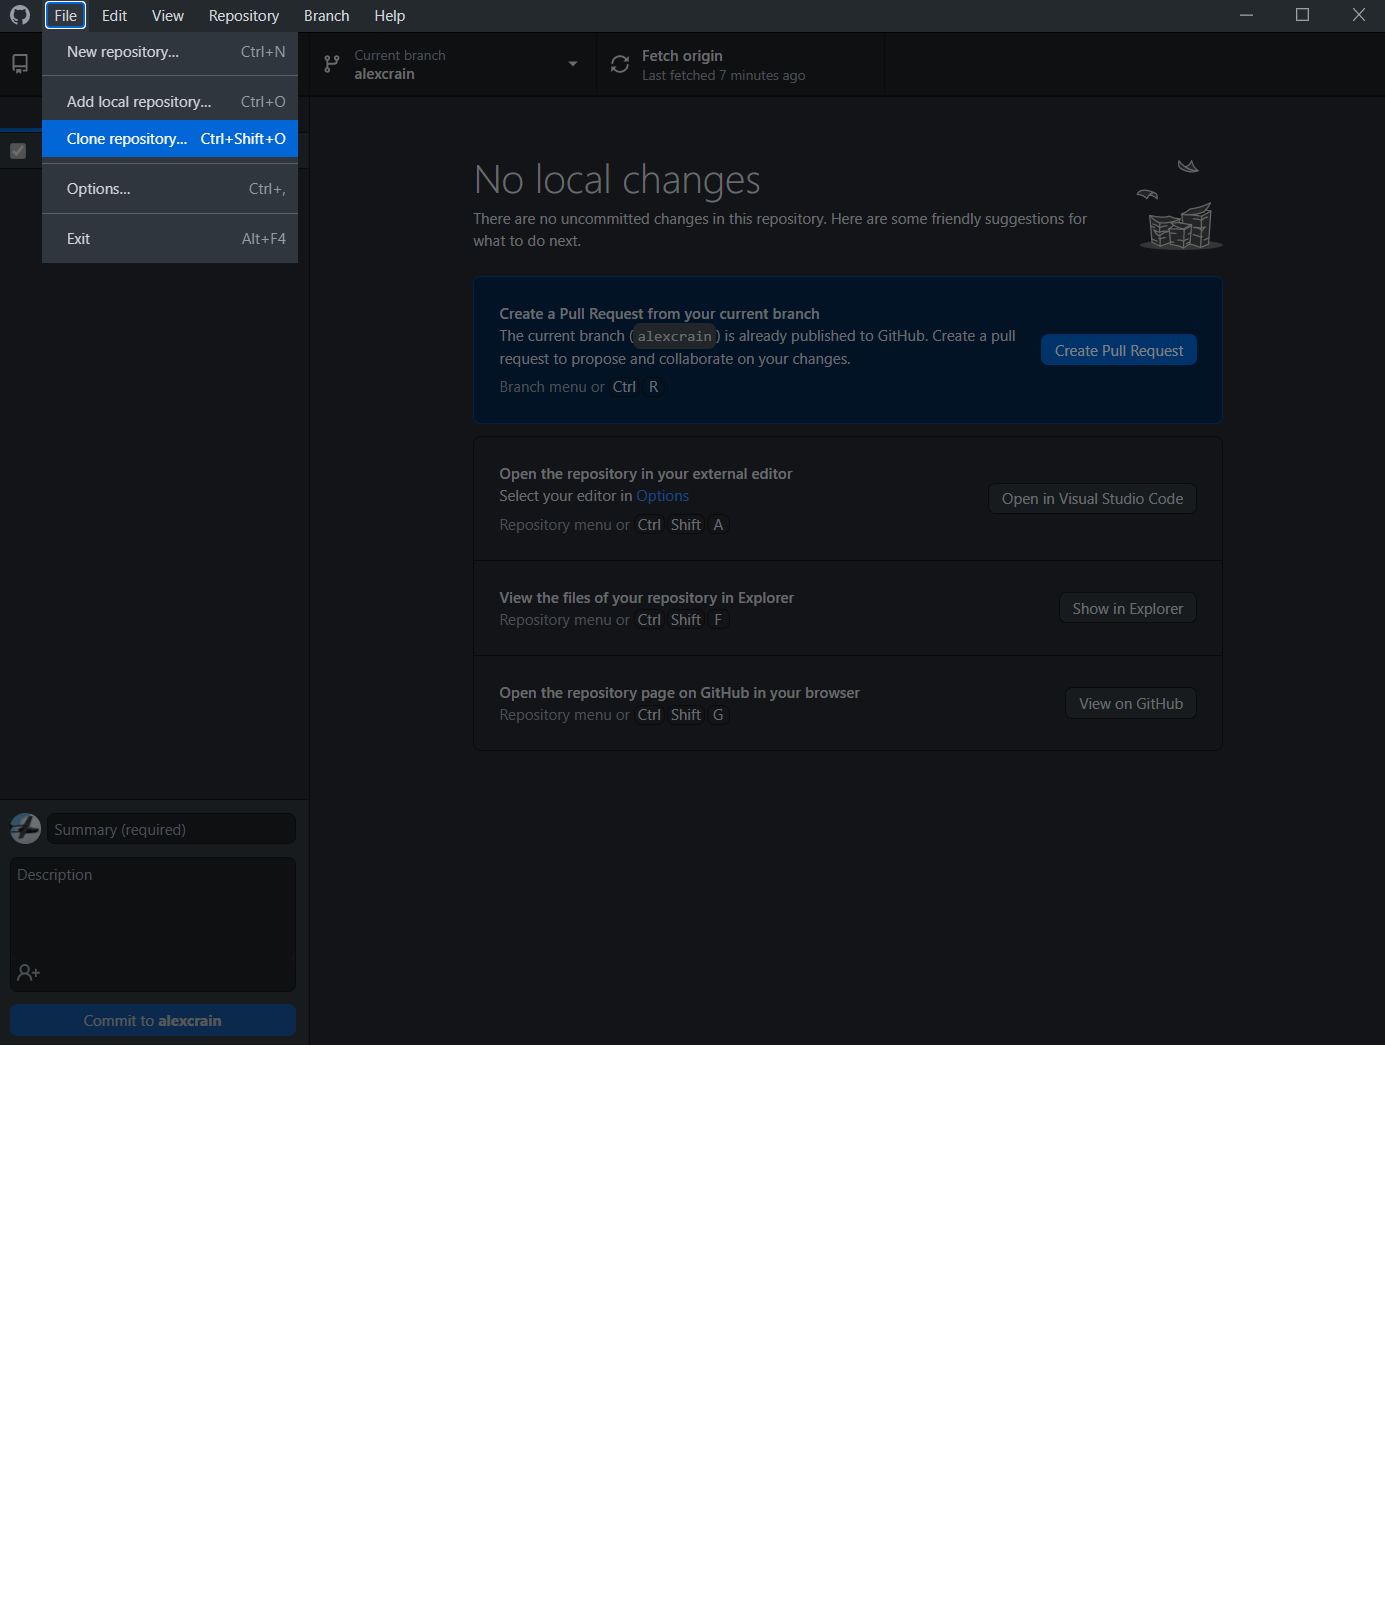 File Edit View Repository Branch Help
New repository... Ctrl+N
Add local repository... Ctrl+O
Clone repository... Ctrl+Shift+O
Options... Ctrl+,
Exit Alt+F4
Current branch
alexcrain
Fetch origin
Last fetched 7 minutes ago
No local changes
There are no uncommitted changes in this repository. Here are some friendly suggestions for
what to do next.
Create a Pull Request from your current branch
The current branch (alexcrain) is already published to GitHub. Create a pull
request to propose and collaborate on your changes.
Branch menu or Ctrl R
Create Pull Request
Open the repository in your external editor
Select your editor in Options
Repository menu or Ctrl Shift A
Open in Visual Studio Code
View the files of your repository in Explorer
Repository menu or Ctrl Shift F
Show in Explorer
Open the repository page on GitHub in your browser
Repository menu or Ctrl Shift G
View on GitHub
Summary (required)
Description
Commit to alexcrain